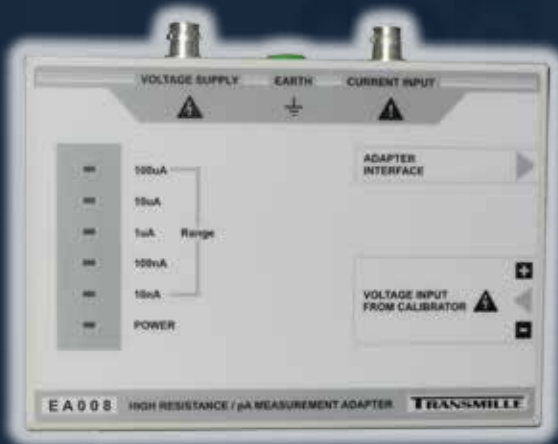 VOLTAGE SUPPLY EARTH CURRENT INPUT
100uA
10uA
1uA Range
100nA
10nA
POWER
ADAPTER
INTERFACE
+
VOLTAGE INPUT
FROM CALIBRATOR
-
EA008 HIGH RESISTANCE / pA MEASUREMENT ADAPTER TRANSMILLE